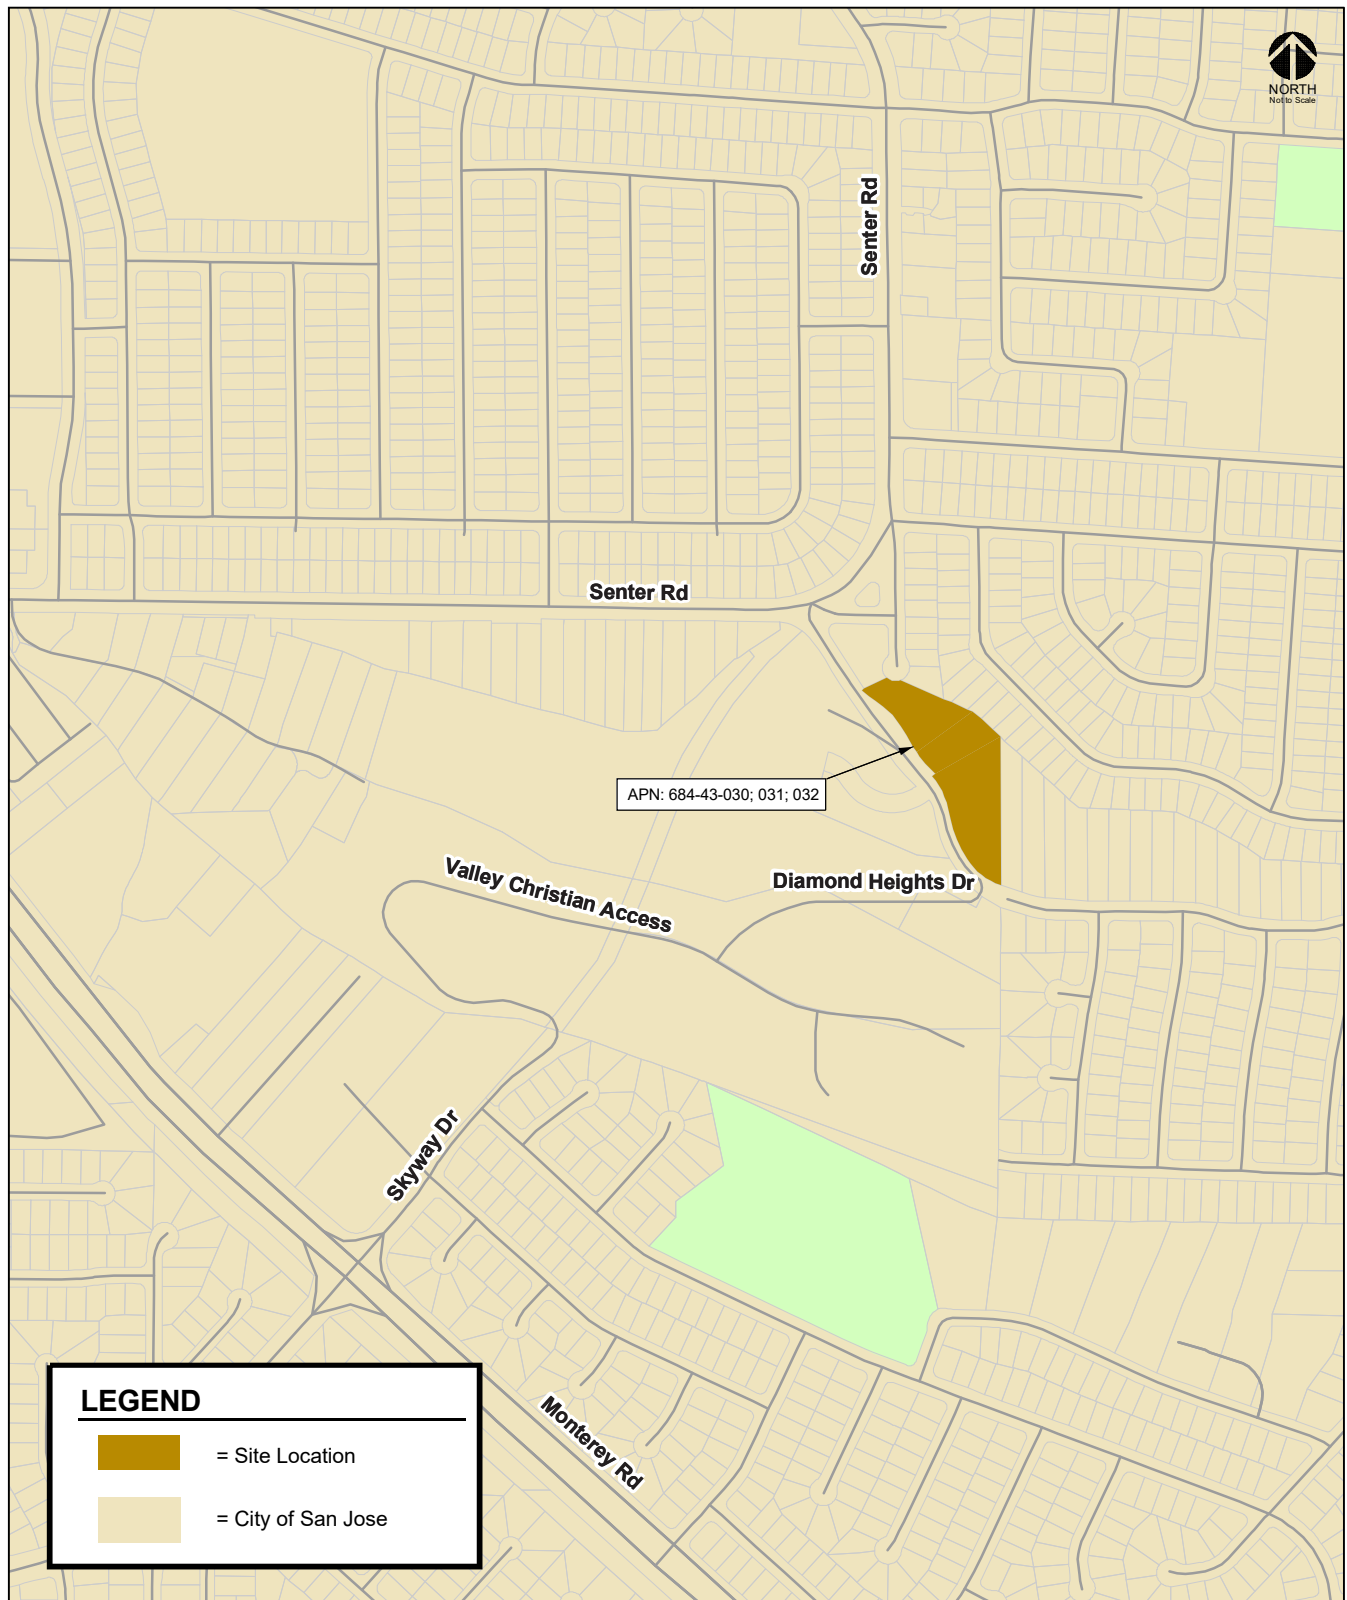 NORTH
Not to Scale
Senter Rd
Senter Rd
APN: 684-43-030; 031; 032
Valley Christian Access
Diamond Heights Dr
Skyway Dr
Monterey Rd
LEGEND
= Site Location
= City of San Jose